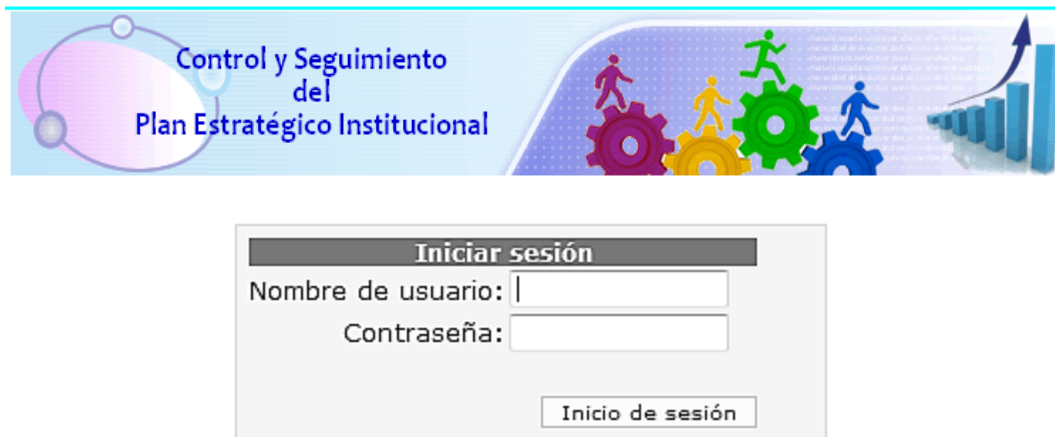 Control y Seguimiento
del
Plan Estratégico Institucional
Iniciar sesión
Nombre de usuario:
Contraseña:
Inicio de sesión